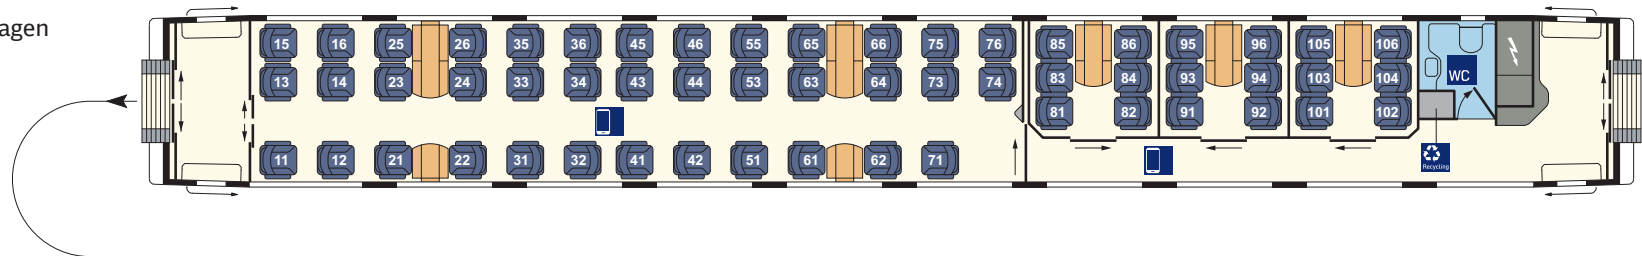 agen
15 16 25 26 35 36 45 46 55 65 66 75 76 85 86 95 96 105 106
13 14 23 24 33 34 43 44 53 63 64 73 74 83 84 93 94 103 104
WC
81 82 91 92 101 102
11 12 21 22 31 32 41 42 51 61 62 71
Recycling